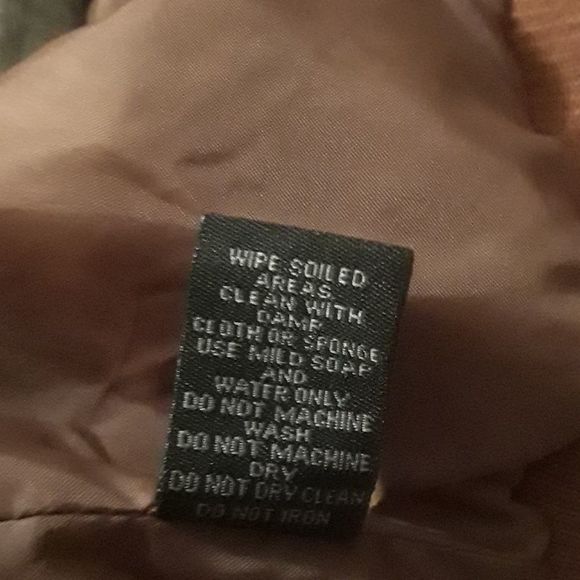 WIPE SOILED
AREAS.
CLEAN WITH
DAMP
CLOTH OR SPONGE
USE MILD SOAP
AND
WATER ONLY.
DO NOT MACHINE
WASH
DO NOT MACHINE
DRY
DO NOT DRY CLEAN
DO NOT IRON